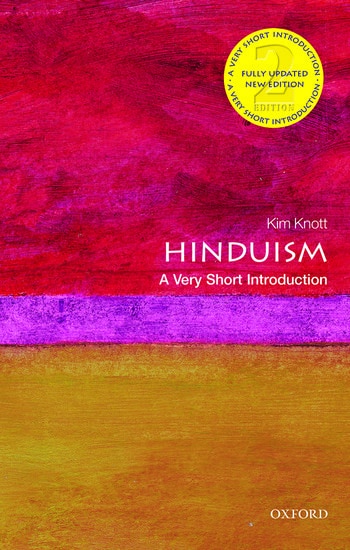 · A VERY SHORT INTRODUCTION ·
2
FULLY UPDATED
NEW EDITION
EDITION
· A VERY SHORT INTRODUCTION ·
Kim Knott
HINDUISM
A Very Short Introduction
OXFORD